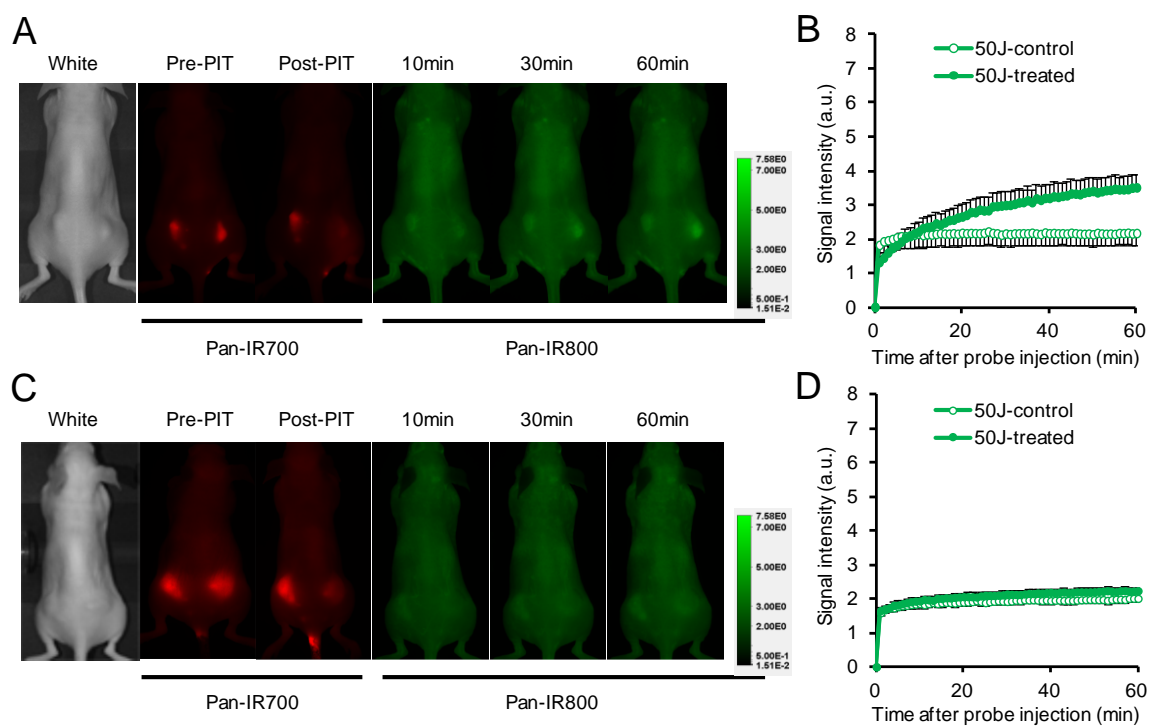 A
White Pre-PIT Post-PIT 10min 30min 60min
7.58E0
7.00E0
5.00E0
3.00E0
2.00E0
5.00E-1
1.51E-2
Pan-IR700 Pan-IR800
B
50J-control
50J-treated
Signal intensity (a.u.)
8
7
6
5
4
3
2
1
0
0 20 40 60
Time after probe injection (min)
C
White Pre-PIT Post-PIT 10min 30min 60min
7.58E0
7.00E0
5.00E0
3.00E0
2.00E0
5.00E-1
1.51E-2
Pan-IR700 Pan-IR800
D
50J-control
50J-treated
Signal intensity (a.u.)
8
7
6
5
4
3
2
1
0
0 20 40 60
Time after probe injection (min)